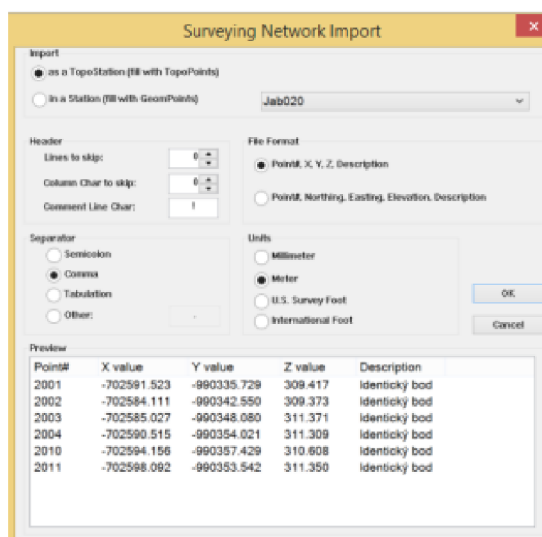 Surveying Network Import
Import
as a TopoStation (fill with TopoPoints)
In a Station (fill with GeomPoints)
Jab020
Header
Lines to skip: 0
Column Char to skip: 0
Comment Line Char: !
File Format
Point#, X, Y, Z, Description
Point#, Northing, Easting, Elevation, Description
Separator
Semicolon
Comma
Tabulation
Other:
Units
Millimeter
Meter
U.S. Survey Foot
International Foot
OK
Cancel
Preview
Point# X value Y value Z value Description
2001 -702591.523 -990335.729 309.417 Identický bod
2002 -702584.111 -990342.550 309.373 Identický bod
2003 -702585.027 -990348.080 311.371 Identický bod
2004 -702590.515 -990354.021 311.309 Identický bod
2010 -702594.156 -990357.429 310.608 Identický bod
2011 -702598.092 -990353.542 311.350 Identický bod